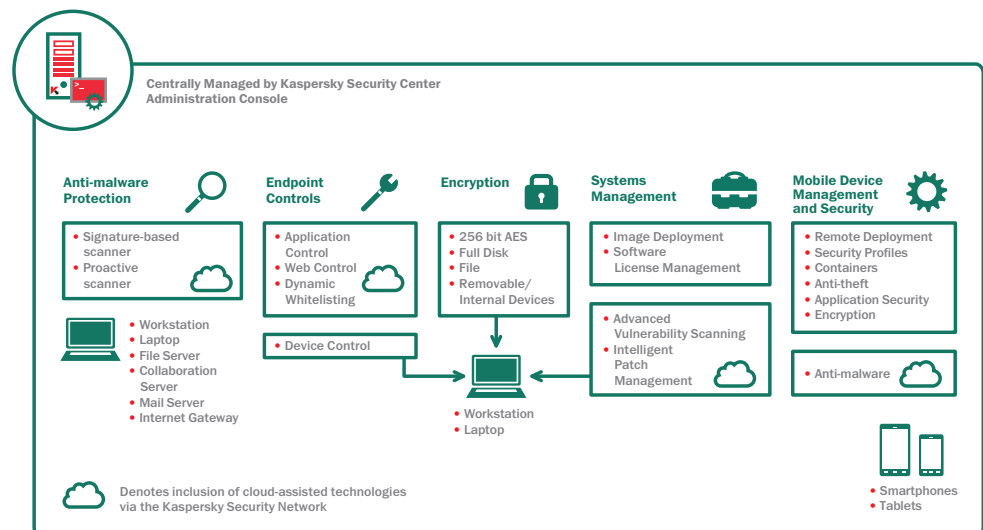 >_
K
Centrally Managed by Kaspersky Security Center
Administration Console
Anti-malware
Protection
• Signature-based
scanner
• Proactive
scanner
• Workstation
• Laptop
• File Server
• Collaboration
Server
• Mail Server
• Internet Gateway
Endpoint
Controls
• Application
Control
• Web Control
• Dynamic
Whitelisting
• Device Control
Encryption
• 256 bit AES
• Full Disk
• File
• Removable/
Internal Devices
• Workstation
• Laptop
Systems
Management
• Image Deployment
• Software
License Management
• Advanced
Vulnerability Scanning
• Intelligent
Patch
Management
Mobile Device
Management
and Security
• Remote Deployment
• Security Profiles
• Containers
• Anti-theft
• Application Security
• Encryption
• Anti-malware
• Smartphones
• Tablets
Denotes inclusion of cloud-assisted technologies
via the Kaspersky Security Network